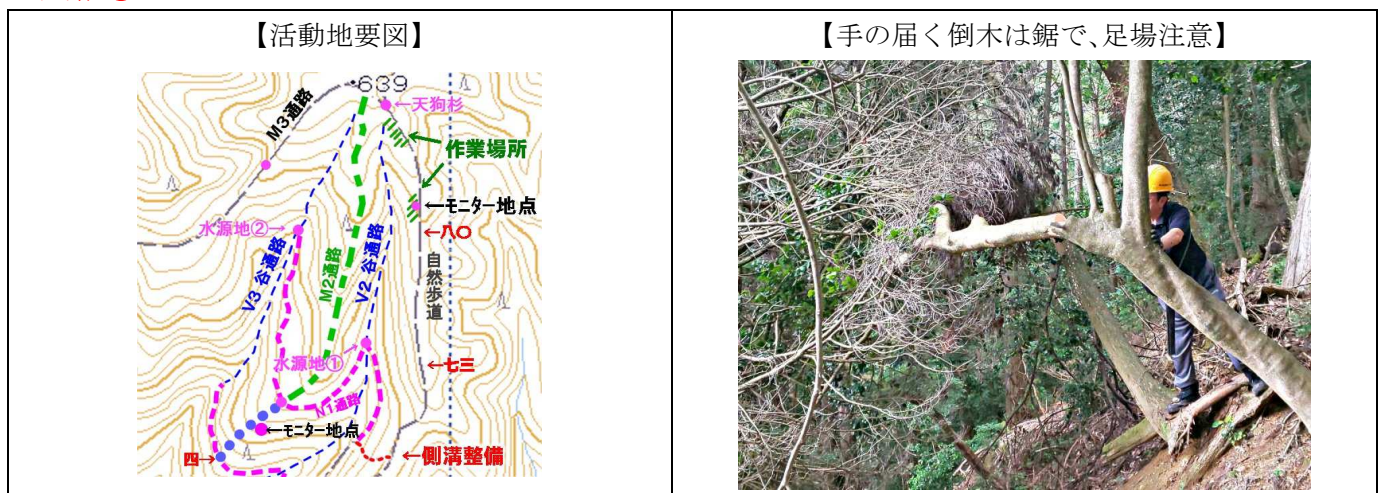 【活動地要図】
【手の届く倒木は鋸で、足場注意】
・639
←天狗杉
M3通路
作業場所
←モニター地点
水源地②→
←八〇
V3 谷通路
M2通路
V2 谷通路
自然歩道
水源地①→
←七三
N1通路
←モニター地点
四→
←側溝整備